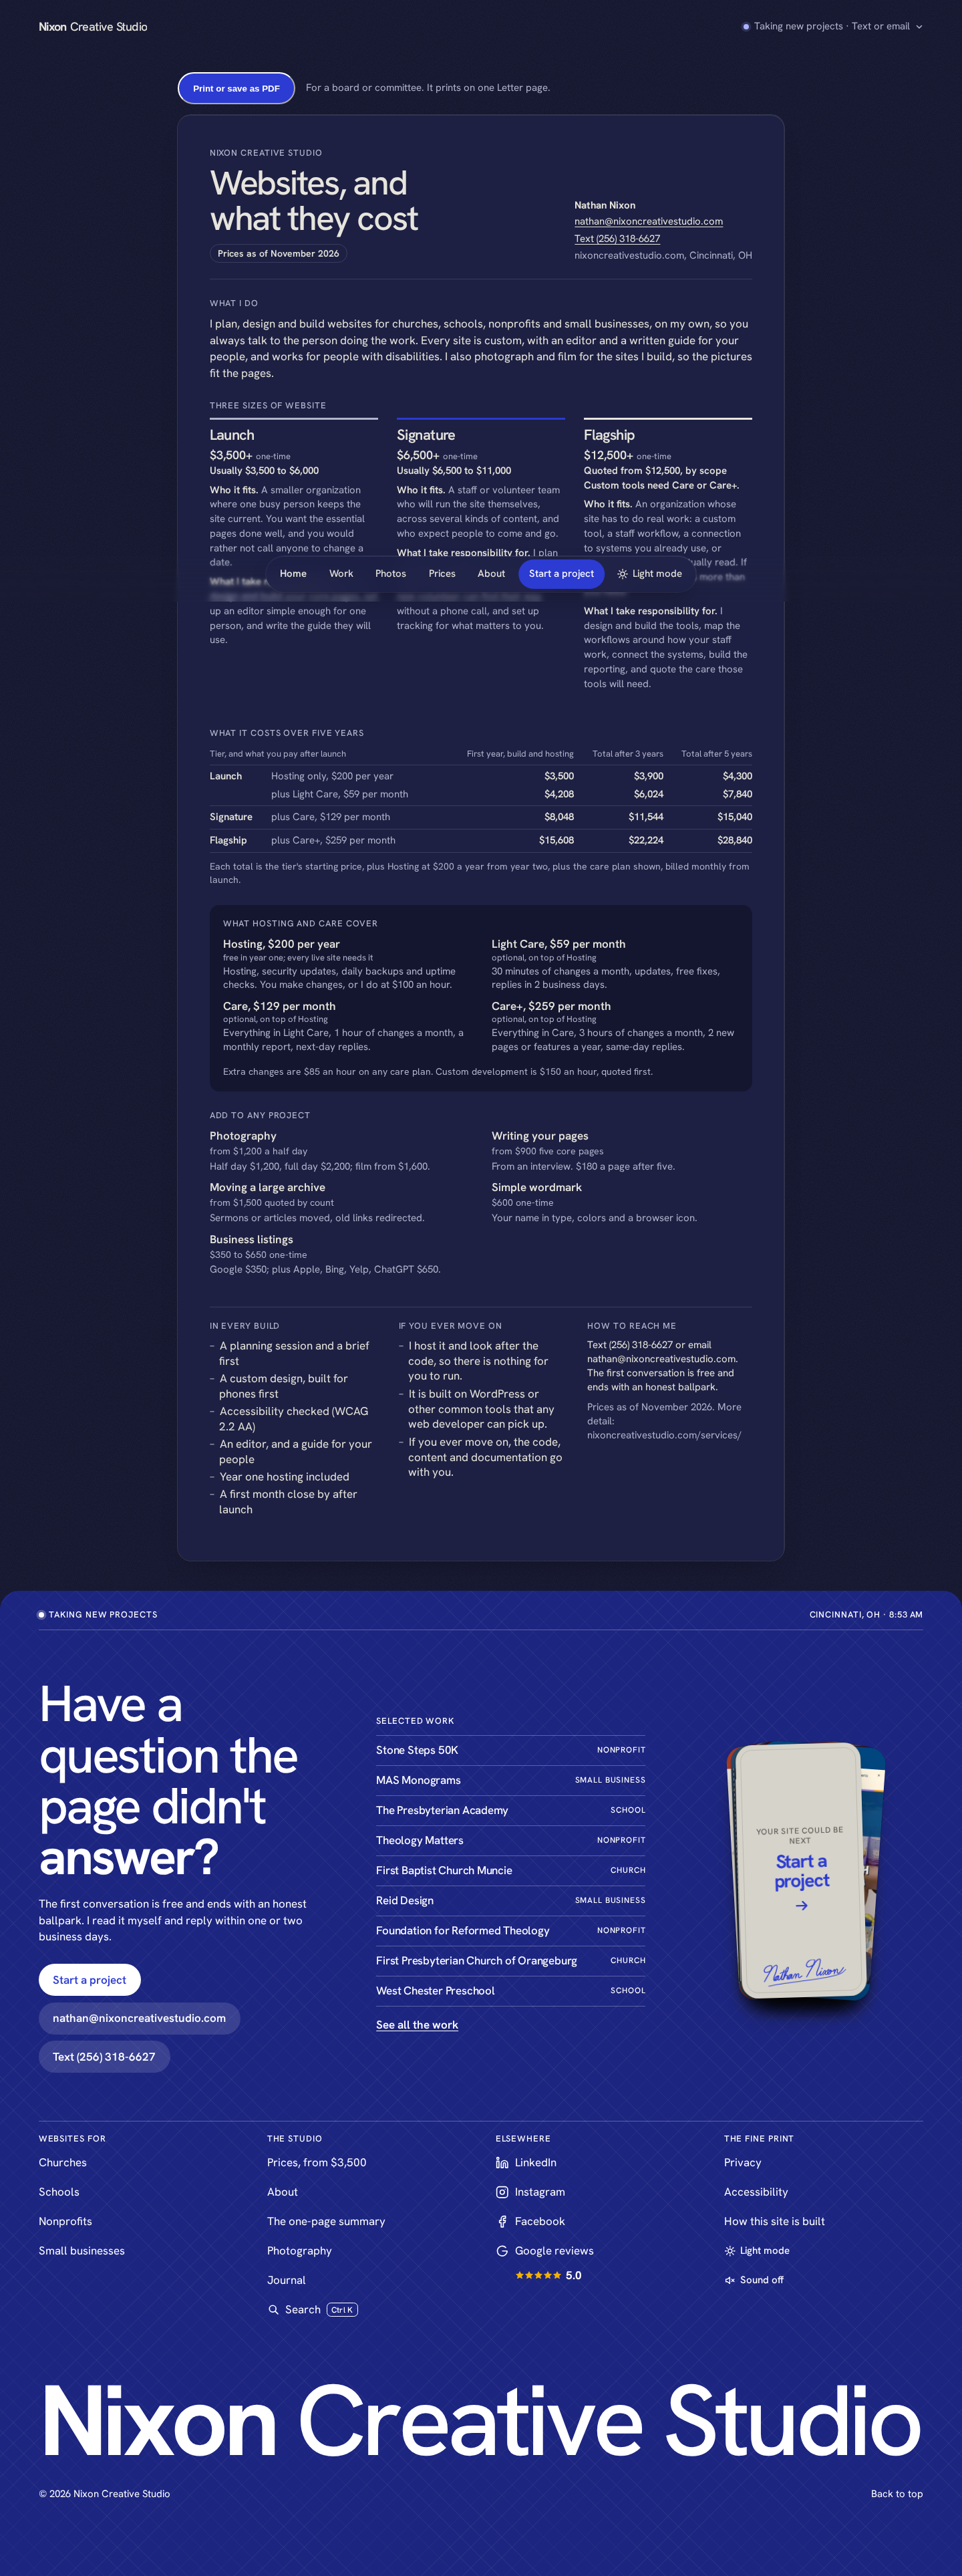 Nixon Creative Studio
Taking new projects · Text or email
Print or save as PDF
For a board or committee. It prints on one Letter page.
NIXON CREATIVE STUDIO
Websites, and
what they cost
Prices as of November 2026
Nathan Nixon
nathan@nixoncreativestudio.com
Text (256) 318-6627
nixoncreativestudio.com, Cincinnati, OH
WHAT I DO
I plan, design and build websites for churches, schools, nonprofits and small businesses, on my own, so you
always talk to the person doing the work. Every site is custom, with an editor and a written guide for your
people, and works for people with disabilities. I also photograph and film for the sites I build, so the pictures
fit the pages.
THREE SIZES OF WEBSITE
Launch
$3,500+ one-time
Usually $3,500 to $6,000
Who it fits. A smaller organization
where one busy person keeps the
site current. You want the essential
pages done well, and you would
rather not call anyone to change a
date.
What I take
up an editor simple enough for one
person, and write the guide they will
use.
Signature
$6,500+ one-time
Usually $6,500 to $11,000
Who it fits. A staff or volunteer team
who will run the site themselves,
across several kinds of content, and
who expect people to come and go.
What I take responsibility for. I plan
without a phone call, and set up
tracking for what matters to you.
Flagship
$12,500+ one-time
Quoted from $12,500, by scope
Custom tools need Care or Care+.
Who it fits. An organization whose
site has to do real work: a custom
tool, a staff workflow, a connection
to systems you already use, or
read. If
more than
What I take responsibility for. I
design and build the tools, map the
workflows around how your staff
work, connect the systems, build the
reporting, and quote the care those
tools will need.
Home
Work
Photos
Prices
About
Start a project
Light mode
WHAT IT COSTS OVER FIVE YEARS
Tier, and what you pay after launch First year, build and hosting Total after 3 years Total after 5 years
Launch Hosting only, $200 per year $3,500 $3,900 $4,300
plus Light Care, $59 per month $4,208 $6,024 $7,840
Signature plus Care, $129 per month $8,048 $11,544 $15,040
Flagship plus Care+, $259 per month $15,608 $22,224 $28,840
Each total is the tier's starting price, plus Hosting at $200 a year from year two, plus the care plan shown, billed monthly from
launch.
WHAT HOSTING AND CARE COVER
Hosting, $200 per year
free in year one; every live site needs it
Hosting, security updates, daily backups and uptime
checks. You make changes, or I do at $100 an hour.
Light Care, $59 per month
optional, on top of Hosting
30 minutes of changes a month, updates, free fixes,
replies in 2 business days.
Care, $129 per month
optional, on top of Hosting
Everything in Light Care, 1 hour of changes a month, a
monthly report, next-day replies.
Care+, $259 per month
optional, on top of Hosting
Everything in Care, 3 hours of changes a month, 2 new
pages or features a year, same-day replies.
Extra changes are $85 an hour on any care plan. Custom development is $150 an hour, quoted first.
ADD TO ANY PROJECT
Photography
from $1,200 a half day
Half day $1,200, full day $2,200; film from $1,600.
Writing your pages
from $900 five core pages
From an interview. $180 a page after five.
Moving a large archive
from $1,500 quoted by count
Sermons or articles moved, old links redirected.
Simple wordmark
$600 one-time
Your name in type, colors and a browser icon.
Business listings
$350 to $650 one-time
Google $350; plus Apple, Bing, Yelp, ChatGPT $650.
IN EVERY BUILD
– A planning session and a brief
first
– A custom design, built for
phones first
– Accessibility checked (WCAG
2.2 AA)
– An editor, and a guide for your
people
– Year one hosting included
– A first month close by after
launch
IF YOU EVER MOVE ON
– I host it and look after the
code, so there is nothing for
you to run.
– It is built on WordPress or
other common tools that any
web developer can pick up.
– If you ever move on, the code,
content and documentation go
with you.
HOW TO REACH ME
Text (256) 318-6627 or email
nathan@nixoncreativestudio.com.
The first conversation is free and
ends with an honest ballpark.
Prices as of November 2026. More
detail:
nixoncreativestudio.com/services/
TAKING NEW PROJECTS
CINCINNATI, OH · 8:53 AM
Have a
question the
page didn't
answer?
The first conversation is free and ends with an honest
ballpark. I read it myself and reply within one or two
business days.
Start a project
nathan@nixoncreativestudio.com
Text (256) 318-6627
SELECTED WORK
Stone Steps 50K NONPROFIT
MAS Monograms SMALL BUSINESS
The Presbyterian Academy SCHOOL
Theology Matters NONPROFIT
First Baptist Church Muncie CHURCH
Reid Design SMALL BUSINESS
Foundation for Reformed Theology NONPROFIT
First Presbyterian Church of Orangeburg CHURCH
West Chester Preschool SCHOOL
See all the work
YOUR SITE COULD BE
NEXT
Start a
project
Nathan Nixon
WEBSITES FOR
Churches
Schools
Nonprofits
Small businesses
THE STUDIO
Prices, from $3,500
About
The one-page summary
Photography
Journal
Search Ctrl K
ELSEWHERE
LinkedIn
Instagram
Facebook
Google reviews
5.0
THE FINE PRINT
Privacy
Accessibility
How this site is built
Light mode
Sound off
Nixon Creative Studio
© 2026 Nixon Creative Studio
Back to top